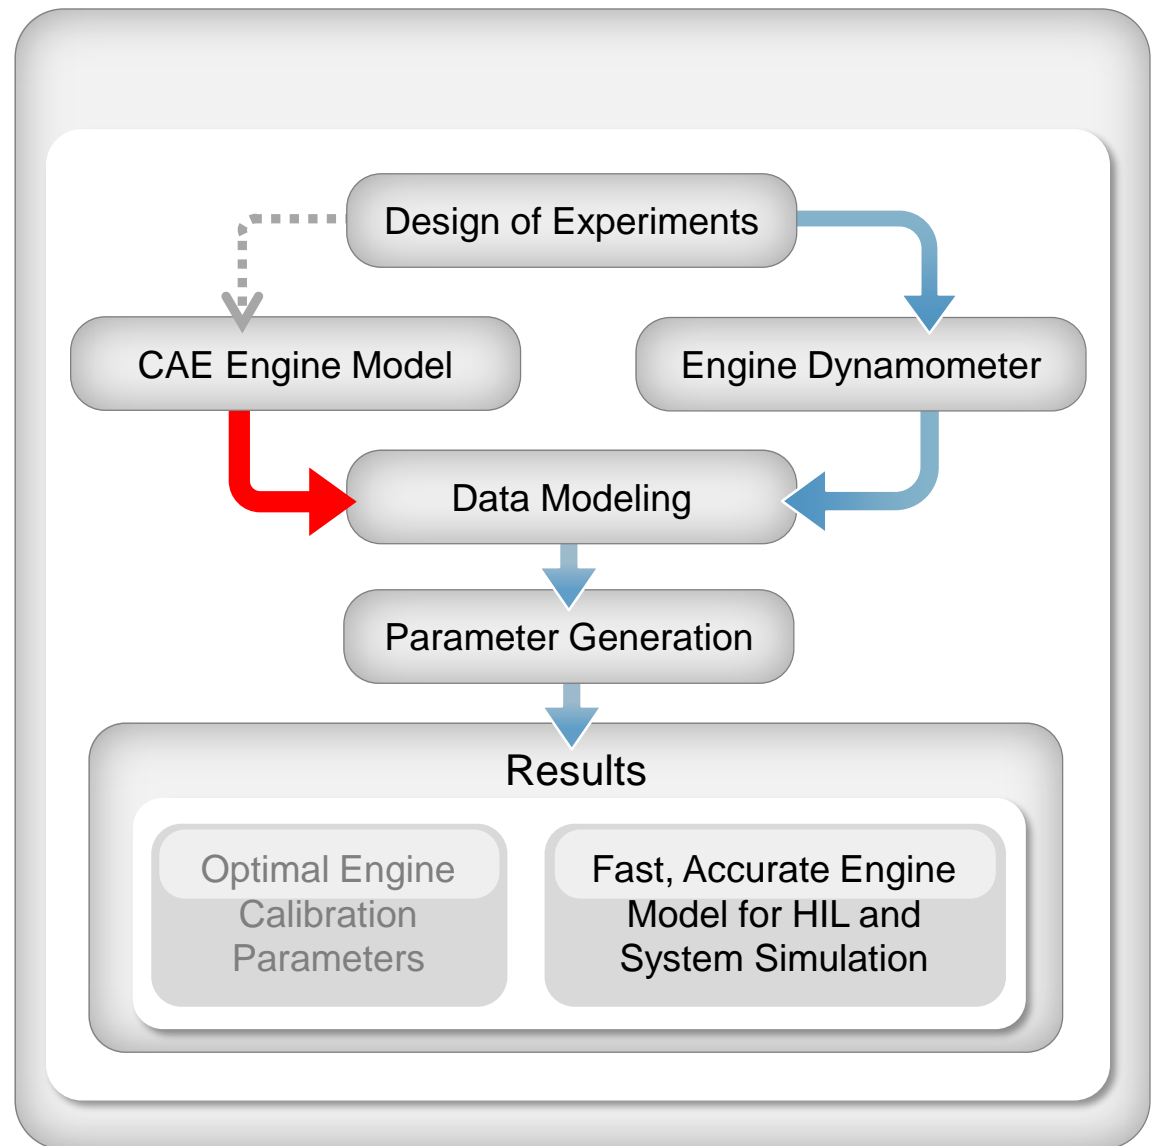 Design of Experiments
CAE Engine Model
Engine Dynamometer
Data Modeling
Parameter Generation
Results
Optimal Engine
Calibration
Parameters
Fast, Accurate Engine
Model for HIL and
System Simulation